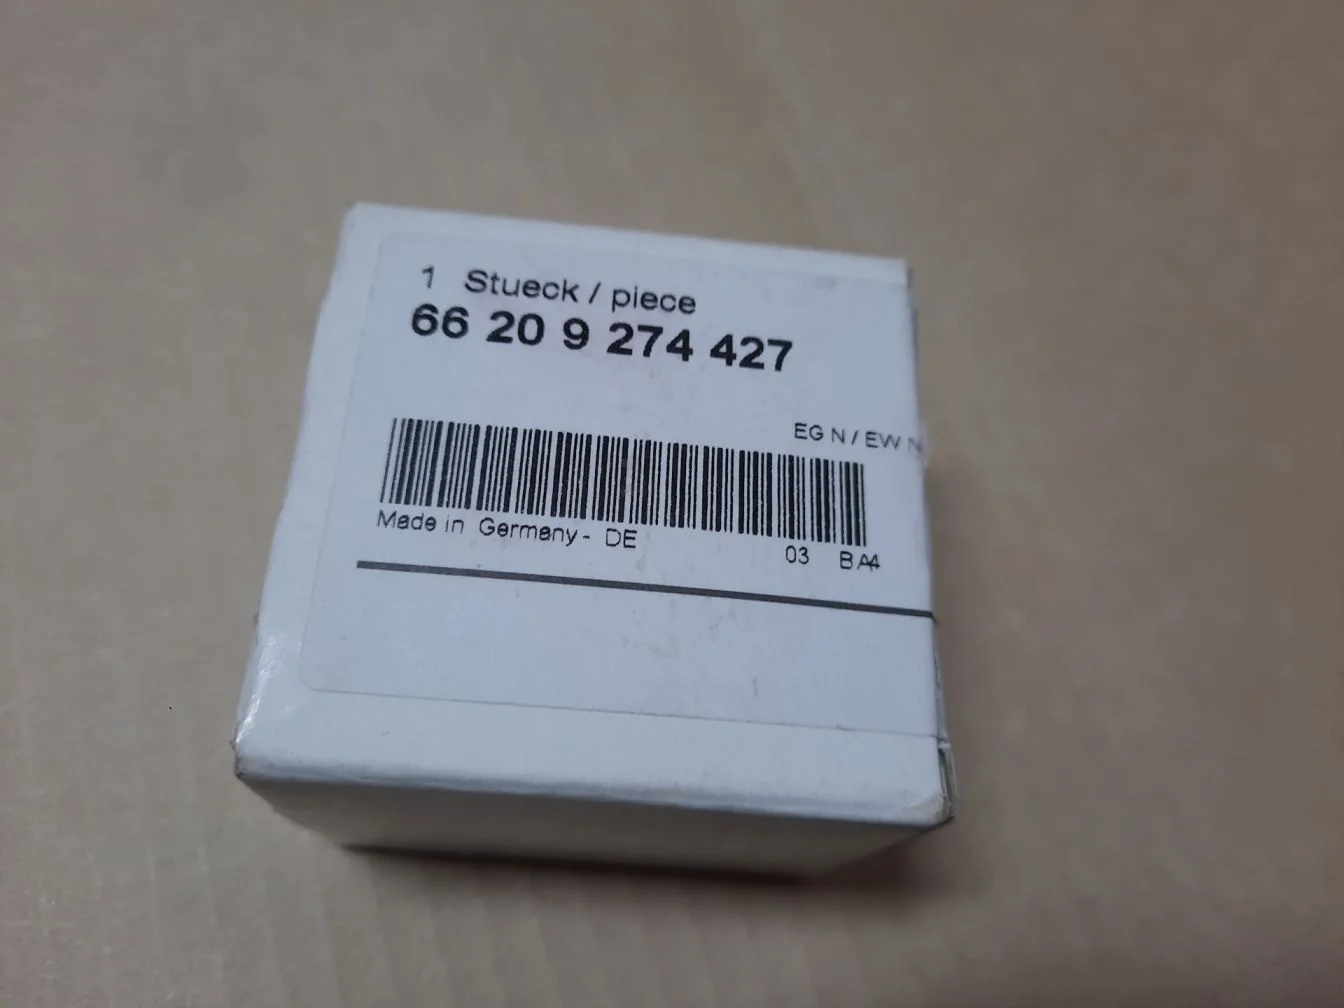 1 Stueck / piece
66 20 9 274 427
EG N / EW N
Made in Germany - DE
03 BA4